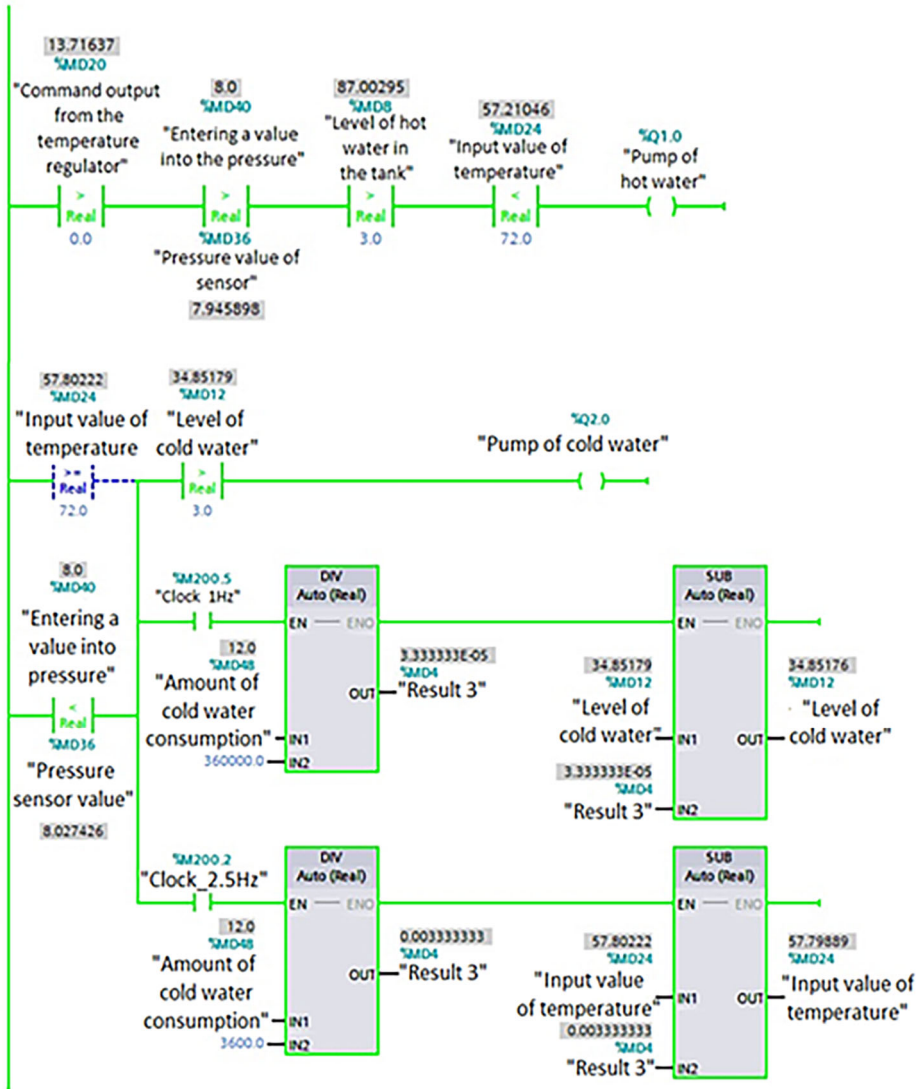 13.71637
%MD20
"Command output
from the
temperature
regulator"
>
Real
0.0
8.0
%MD40
"Entering a value
into the pressure"
>
Real
%MD36
"Pressure value of
sensor"
7.945898
87.00295
%MD8
"Level of hot
water in
the tank"
>
Real
3.0
57.21046
%MD24
"Input value of
temperature"
<
Real
72.0
%Q1.0
"Pump of
hot water"
57.80222
%MD24
"Input value of
temperature
>=
Real
72.0
34.85179
%MD12
"Level of
cold water"
>
Real
3.0
%Q2.0
"Pump of cold water"
8.0
%MD40
"Entering a
value into
pressure"
<
Real
%MD36
"Pressure
sensor value"
8.027426
%M200.5
"Clock 1Hz"
DIV
Auto (Real)
EN ENO
12.0
%MD48
"Amount of
cold water
consumption"
IN1
360000.0
IN2
OUT
3.333333E-05
%MD4
"Result 3"
SUB
Auto (Real)
EN ENO
34.85179
%MD12
"Level of
cold water"
IN1
3.333333E-05
%MD4
"Result 3"
IN2
OUT
34.85176
%MD12
"Level of
cold water"
%M200.2
"Clock_2.5Hz"
DIV
Auto (Real)
EN ENO
12.0
%MD48
"Amount of
cold water
consumption"
IN1
3600.0
IN2
OUT
0.003333333
%MD4
"Result 3"
SUB
Auto (Real)
EN ENO
57.80222
%MD24
"Input value
of temperature"
IN1
0.003333333
%MD4
"Result 3"
IN2
OUT
57.79889
%MD24
"Input value of
temperature"